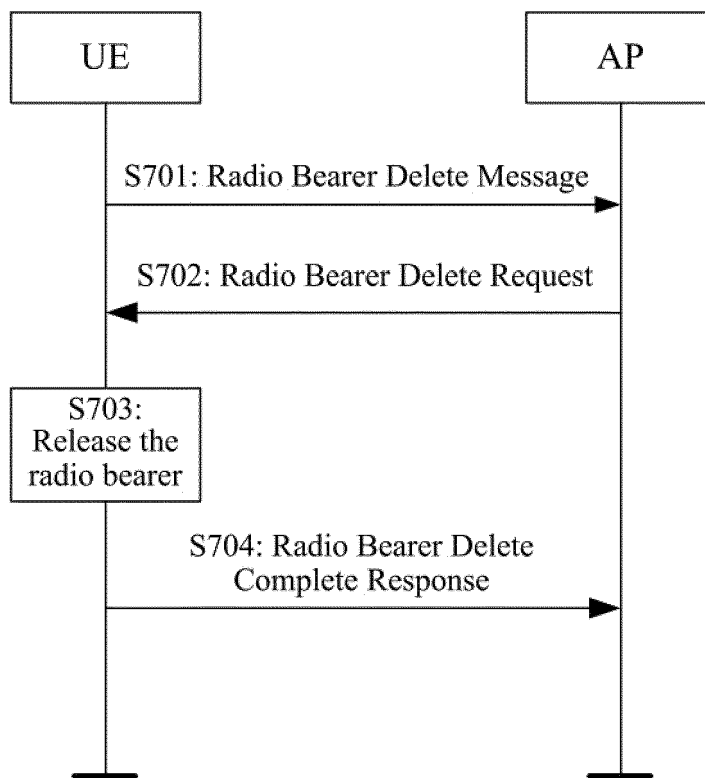 UE
AP
S701: Radio Bearer Delete Message
S702: Radio Bearer Delete Request
S703:
Release the
radio bearer
S704: Radio Bearer Delete
Complete Response